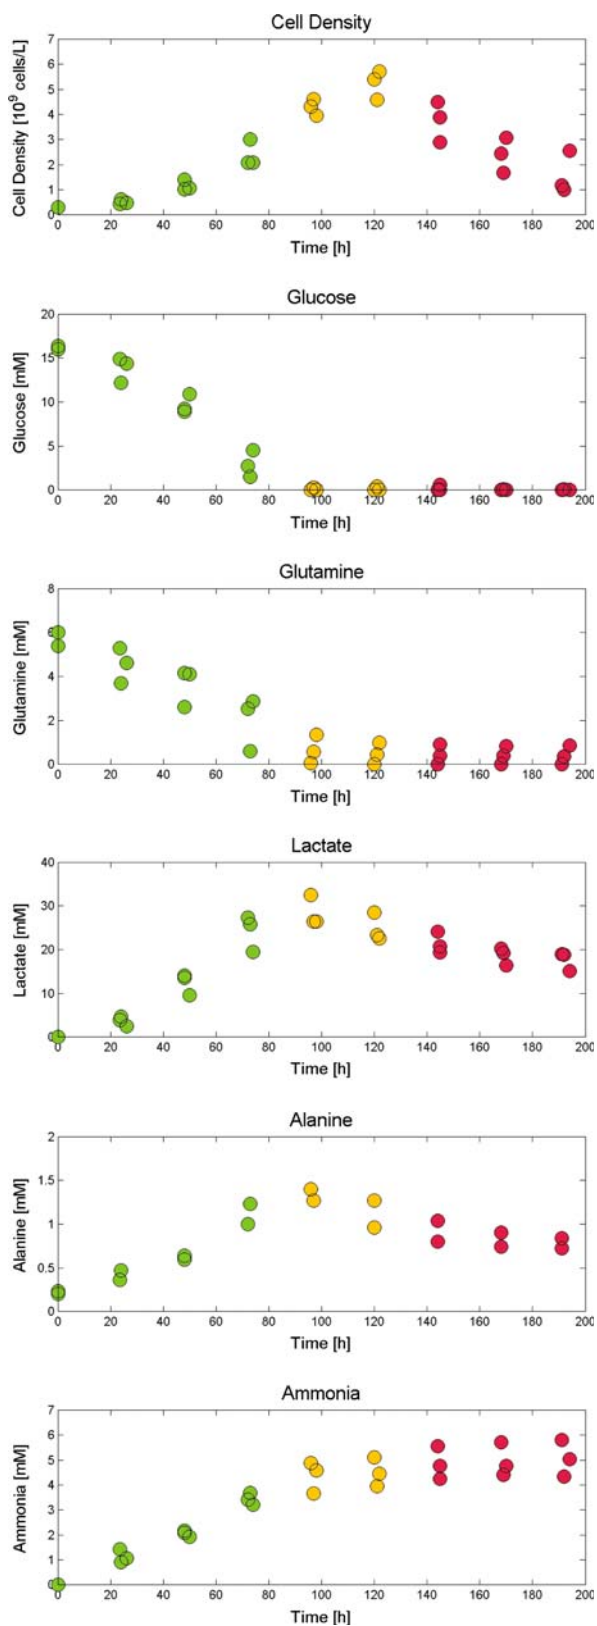 Cell Density
Cell Density [10⁹ cells/L]
7
6
5
4
3
2
1
0
0 20 40 60 80 100 120 140 160 180 200
Time [h]
Glucose
Glucose [mM]
20
15
10
5
0
0 20 40 60 80 100 120 140 160 180 200
Time [h]
Glutamine
Glutamine [mM]
8
6
4
2
0
0 20 40 60 80 100 120 140 160 180 200
Time [h]
Lactate
Lactate [mM]
40
30
20
10
0
0 20 40 60 80 100 120 140 160 180 200
Time [h]
Alanine
Alanine [mM]
2
1.5
1
0.5
0
0 20 40 60 80 100 120 140 160 180 200
Time [h]
Ammonia
Ammonia [mM]
7
6
5
4
3
2
1
0
0 20 40 60 80 100 120 140 160 180 200
Time [h]